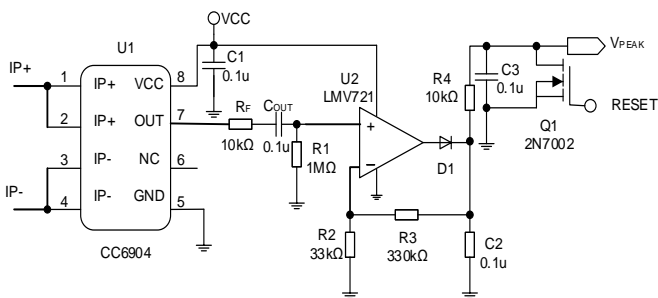 VCC
U1
C1
0.1u
IP+
1
IP+
VCC
8
2
IP+
OUT
7
RF
10kΩ
COUT
0.1u
R1
1MΩ
3
IP-
NC
6
IP-
4
IP-
GND
5
CC6904
U2
LMV721
+
−
D1
R2
33kΩ
R3
330kΩ
C2
0.1u
R4
10kΩ
C3
0.1u
VPEAK
RESET
Q1
2N7002